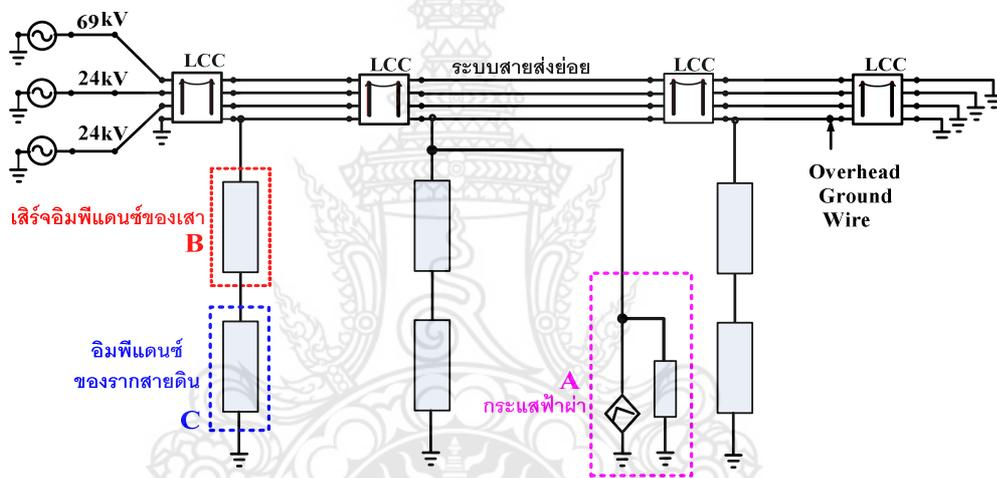 69kV
24kV
24kV
LCC
LCC
ระบบสายส่งย่อย
LCC
LCC
Overhead
Ground
Wire
เสิร์จอิมพีแดนซ์ของเสา
B
อิมพีแดนซ์
ของรากสายดิน
C
A
กระแสฟ้าผ่า